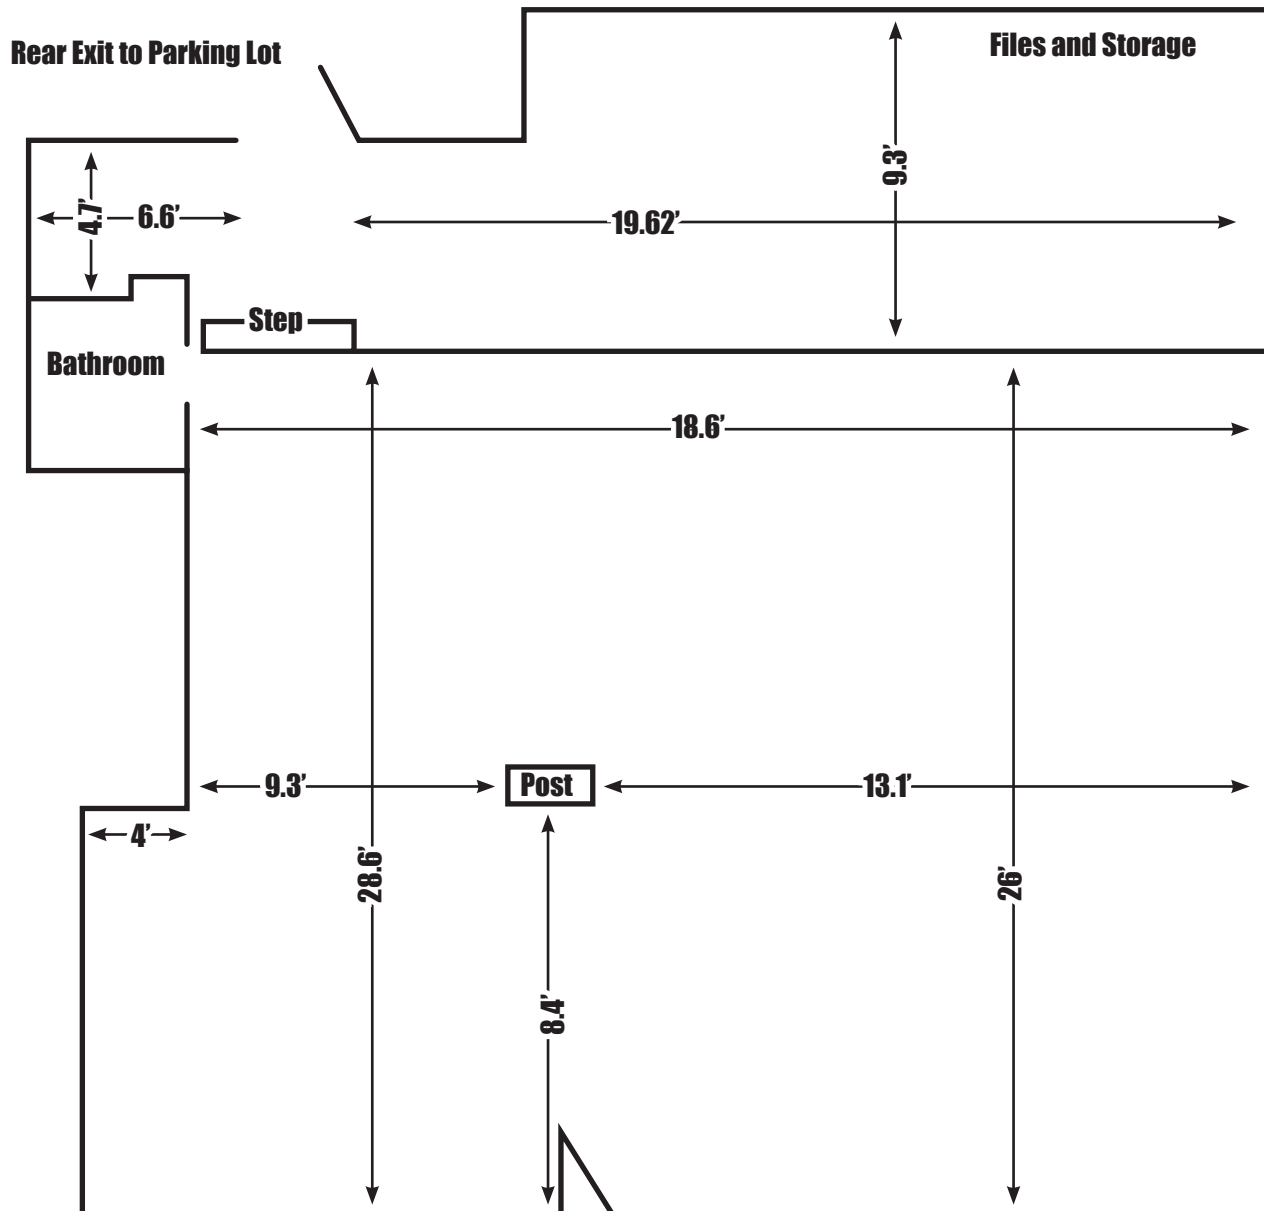 Rear Exit to Parking Lot
Files and Storage
9.3’
4.7’
6.6’
19.62’
Step
Bathroom
18.6’
9.3’
Post
13.1’
4’
28.6’
26’
8.4’